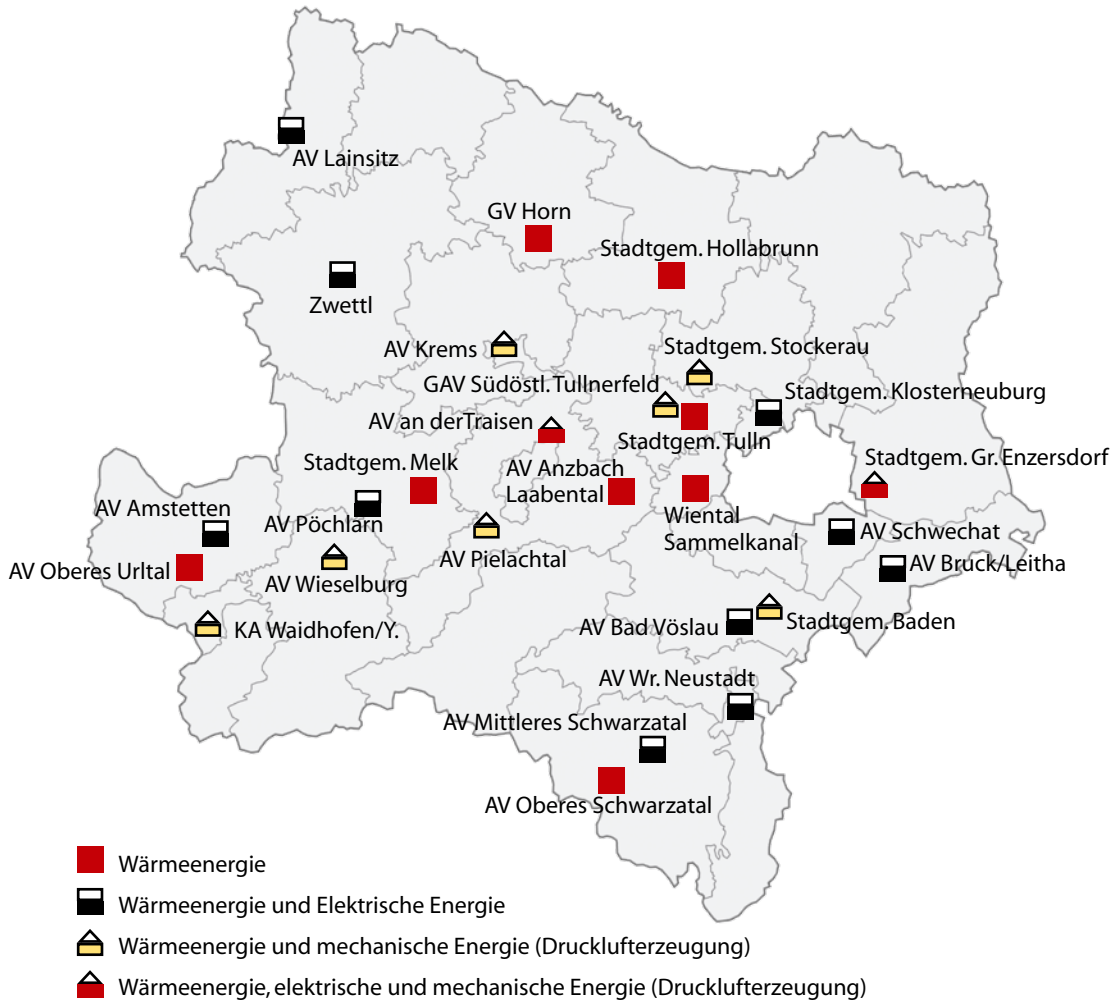 AV Lainsitz
GV Horn
Stadtgem. Hollabrunn
Zwettl
AV Krems
Stadtgem. Stockerau
GAV Südöstl. Tullnerfeld
Stadtgem. Klosterneuburg
AV an derTraisen
Stadtgem. Tulln
Stadtgem. Melk
AV Anzbach
Laabental
Stadtgem. Gr. Enzersdorf
AV Amstetten
AV Pöchlarn
Wiental
Sammelkanal
AV Schwechat
AV Oberes Urltal
AV Wieselburg
AV Pielachtal
AV Bruck/Leitha
KA Waidhofen/Y.
AV Bad Vöslau
Stadtgem. Baden
AV Wr. Neustadt
AV Mittleres Schwarzatal
AV Oberes Schwarzatal
Wärmeenergie
Wärmeenergie und Elektrische Energie
Wärmeenergie und mechanische Energie (Drucklufterzeugung)
Wärmeenergie, elektrische und mechanische Energie (Drucklufterzeugung)